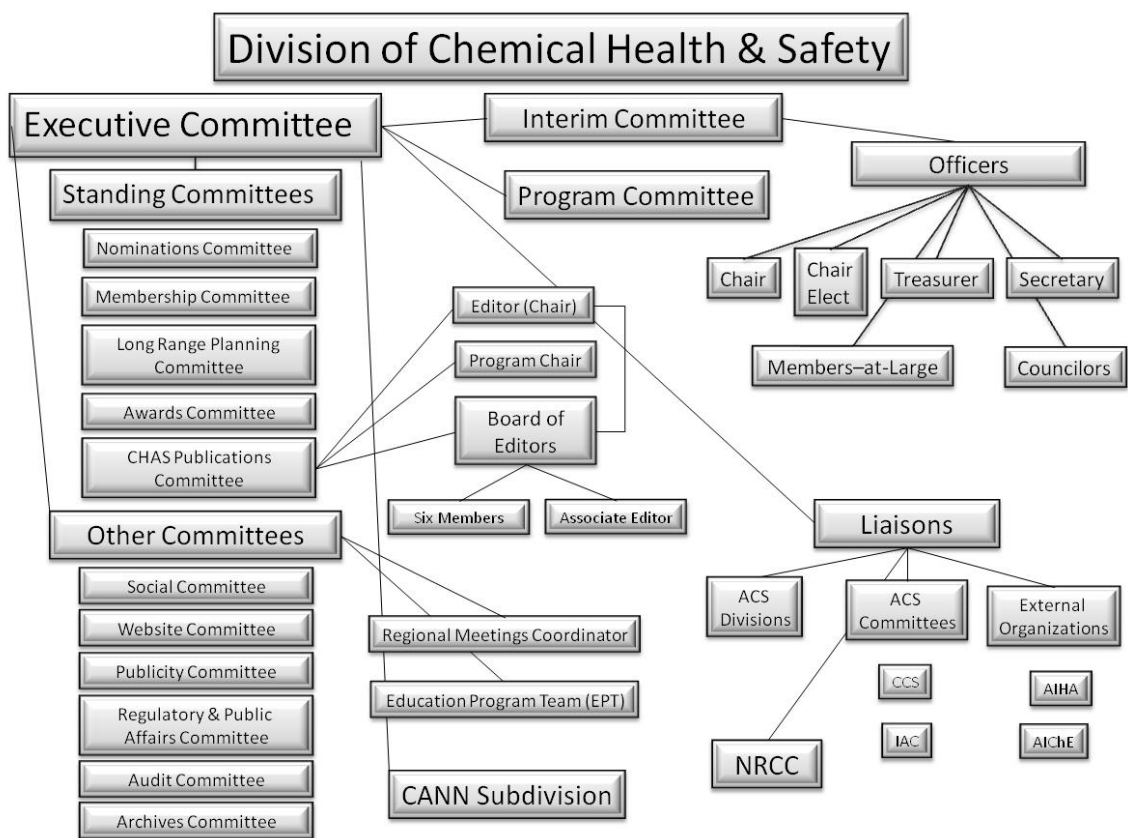 Division of Chemical Health & Safety
Executive Committee
Interim Committee
Officers
Standing Committees
Program Committee
Nominations Committee
Chair
Chair
Elect
Treasurer
Secretary
Membership Committee
Editor (Chair)
Long Range Planning
Committee
Program Chair
Members–at-Large
Councilors
Awards Committee
Board of
Editors
CHAS Publications
Committee
Six Members
Associate Editor
Other Committees
Liaisons
Social Committee
ACS
Divisions
ACS
Committees
External
Organizations
Website Committee
Regional Meetings Coordinator
Publicity Committee
CCS
AIHA
Education Program Team (EPT)
Regulatory & Public
Affairs Committee
IAC
AIChE
NRCC
Audit Committee
CANN Subdivision
Archives Committee